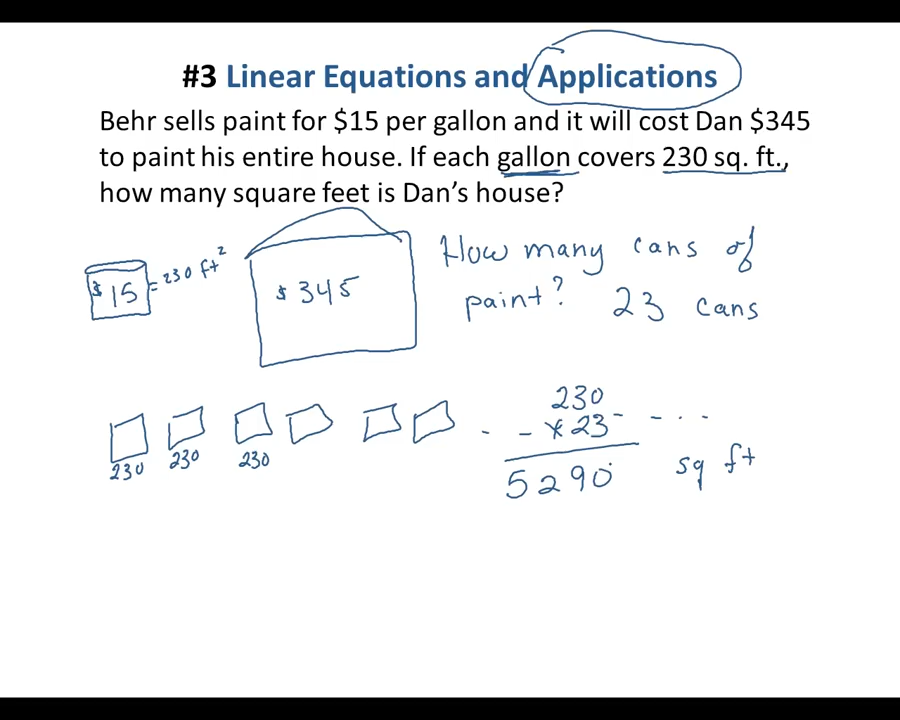 #3 Linear Equations and Applications
Behr sells paint for $15 per gallon and it will cost Dan $345
to paint his entire house. If each gallon covers 230 sq. ft.,
how many square feet is Dan's house?
$15 = 230 ft²
$345
How many cans of
paint? 23 cans
230 230 230
230
× 23
5290 sq ft